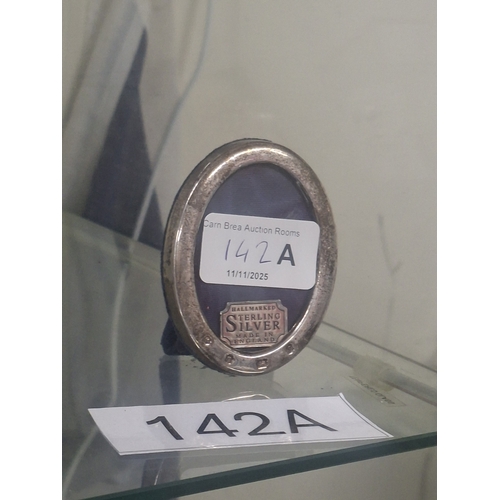 Carn Brea Auction Rooms
142A
11/11/2025
HALLMARKED
STERLING
SILVER
MADE IN
ENGLAND
142A